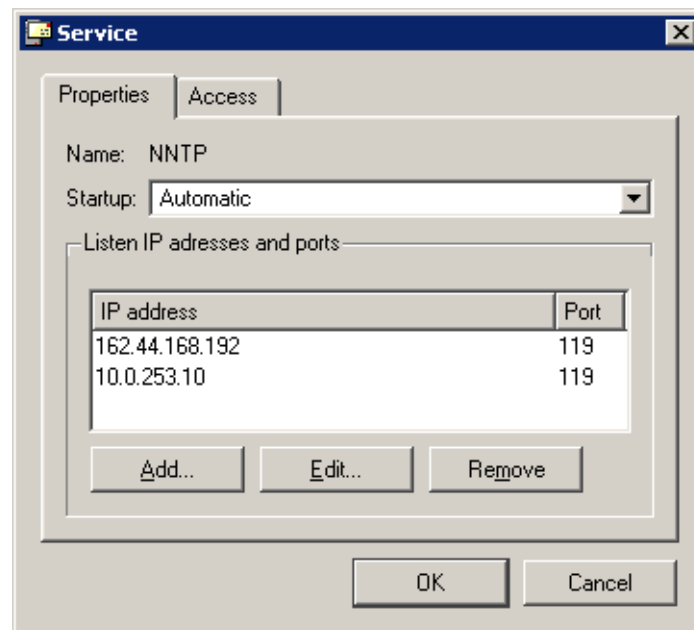 Service
Properties Access
Name: NNTP
Startup: Automatic
Listen IP adresses and ports
IP address Port
162.44.168.192 119
10.0.253.10 119
Add... Edit... Remove
OK Cancel